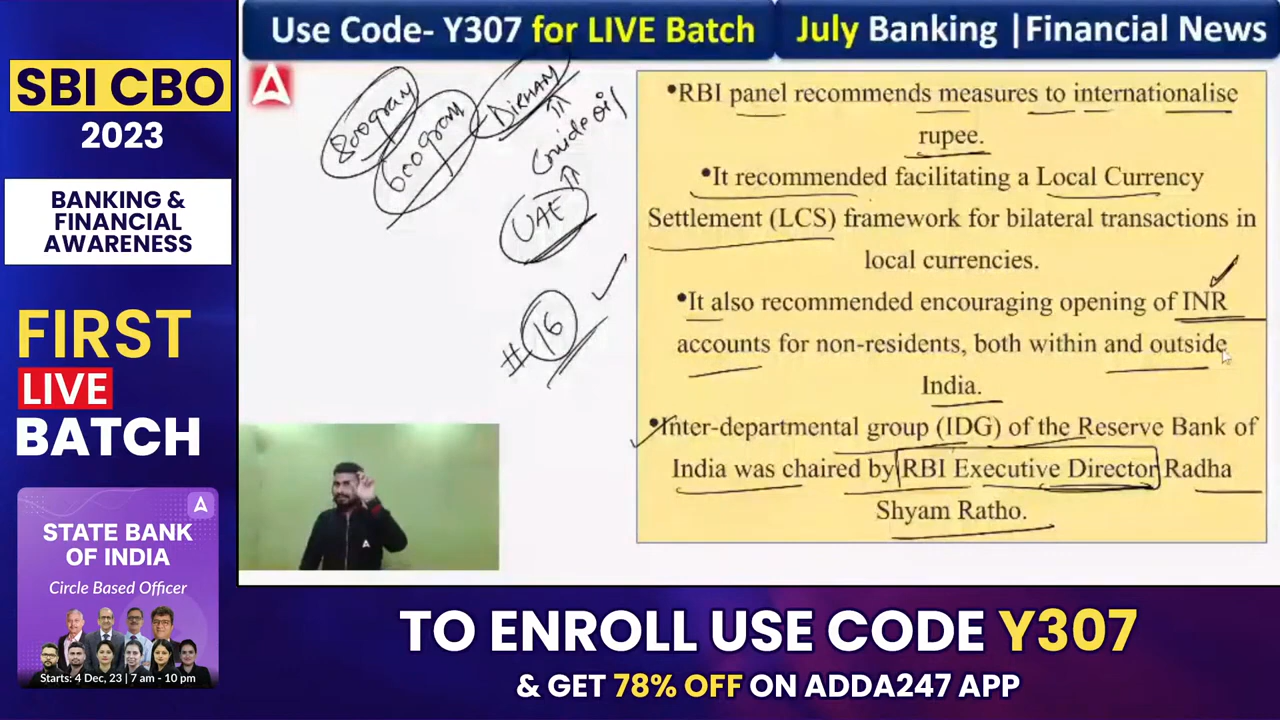 Use Code- Y307 for LIVE Batch
July Banking |Financial News
SBI CBO
2023
BANKING &
FINANCIAL
AWARENESS
FIRST
LIVE
BATCH
STATE BANK
OF INDIA
Circle Based Officer
Starts: 4 Dec, 23 | 7 am - 10 pm
800gram
600gram
DIRHAM
Crude oil
UAE
#16
•RBI panel recommends measures to internationalise
rupee.
•It recommended facilitating a Local Currency
Settlement (LCS) framework for bilateral transactions in
local currencies.
•It also recommended encouraging opening of INR
accounts for non-residents, both within and outside
India.
•Inter-departmental group (IDG) of the Reserve Bank of
India was chaired by RBI Executive Director Radha
Shyam Ratho.
TO ENROLL USE CODE Y307
& GET 78% OFF ON ADDA247 APP